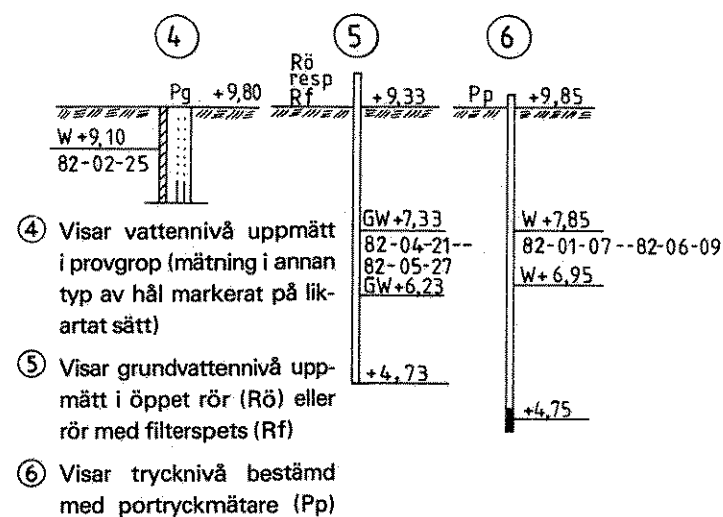 4
5
6
Pg +9,80
W +9,10
82-02-25
Rö
resp
Rf
+9,33
GW+7,33
82-04-21--
82-05-27
GW+6,23
+4,73
Pp
+9,85
W+7,85
82-01-07--82-06-09
W+6,95
+4,75
4 Visar vattennivå uppmätt
i provgrop (mätning i annan
typ av hål markerat på lik-
artat sätt)
5 Visar grundvattennivå upp-
mätt i öppet rör (Rö) eller
rör med filterspets (Rf)
6 Visar trycknivå bestämd
med portryckmätare (Pp)